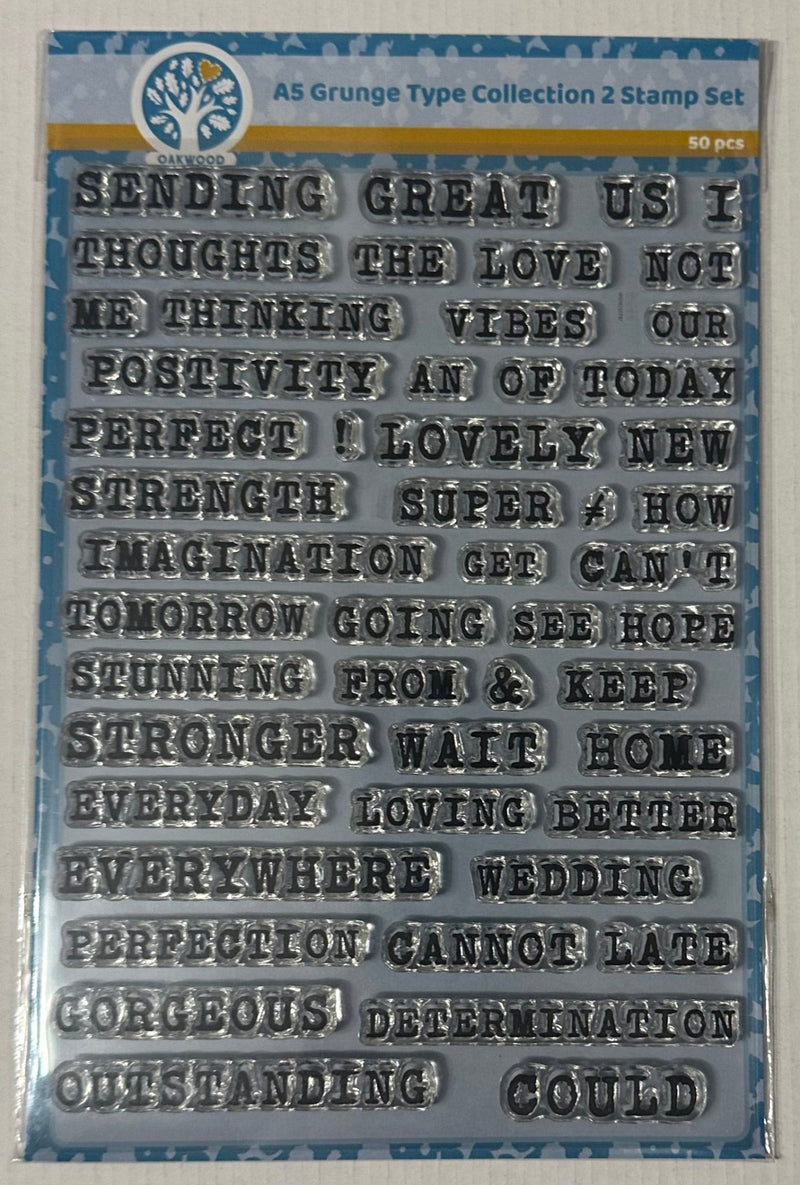 A5 Grunge Type Collection 2 Stamp Set
50 pcs
OAKWOOD
SENDING GREAT US I
THOUGHTS THE LOVE NOT
ME THINKING VIBES OUR
POSTIVITY AN OF TODAY
PERFECT ! LOVELY NEW
STRENGTH SUPER HOW
IMAGINATION GET CAN'T
TOMORROW GOING SEE HOPE
STUNNING FROM & KEEP
STRONGER WAIT HOME
EVERYDAY LOVING BETTER
EVERYWHERE WEDDING
PERFECTION CANNOT LATE
GORGEOUS DETERMINATION
OUTSTANDING COULD